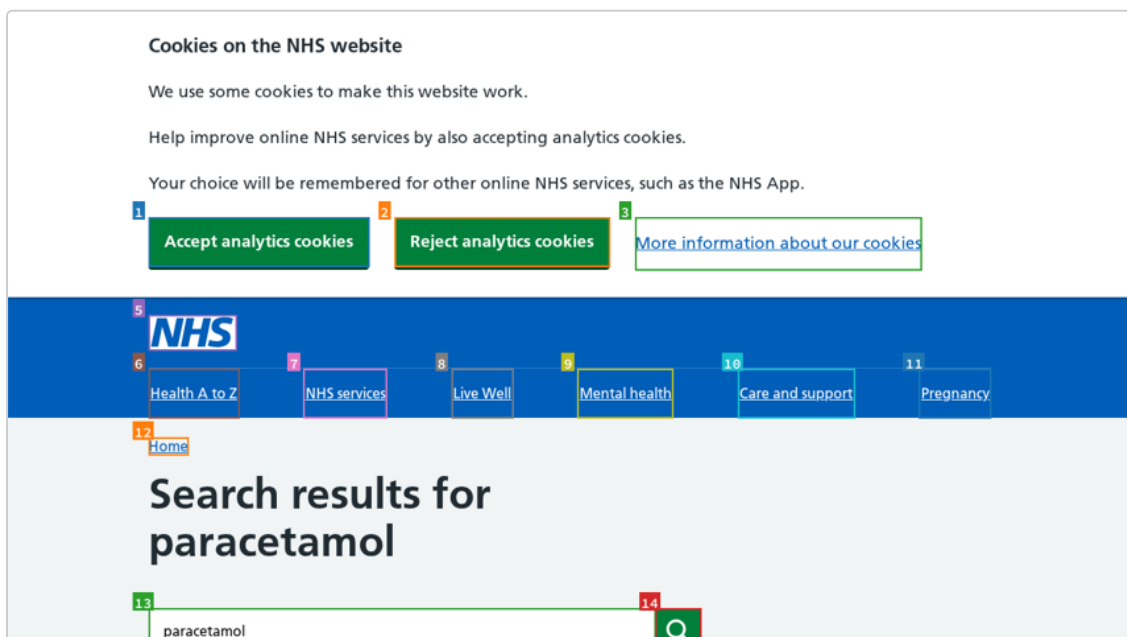 Cookies on the NHS website
We use some cookies to make this website work.
Help improve online NHS services by also accepting analytics cookies.
Your choice will be remembered for other online NHS services, such as the NHS App.
1 2 3
Accept analytics cookies Reject analytics cookies More information about our cookies
5
NHS
6 7 8 9 10 11
Health A to Z NHS services Live Well Mental health Care and support Pregnancy
12
Home
Search results for
paracetamol
13 14
paracetamol